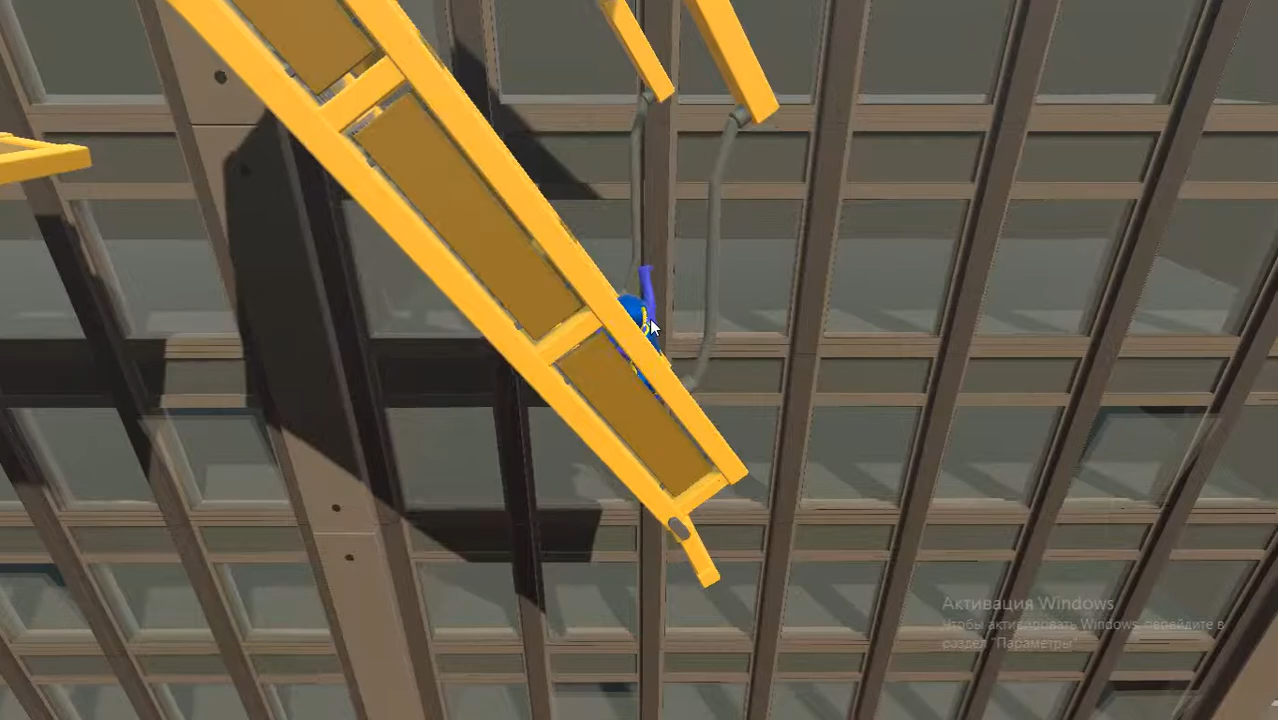 Активация Windows
Чтобы активировать Windows, перейдите в
раздел "Параметры".